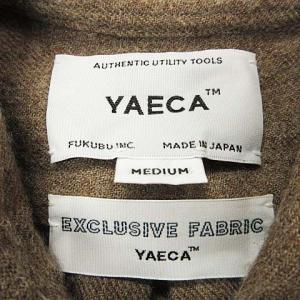 AUTHENTIC UTILITY TOOLS
YAECA™
FUKUBU INC. MADE IN JAPAN
MEDIUM
EXCLUSIVE FABRIC
YAECA™